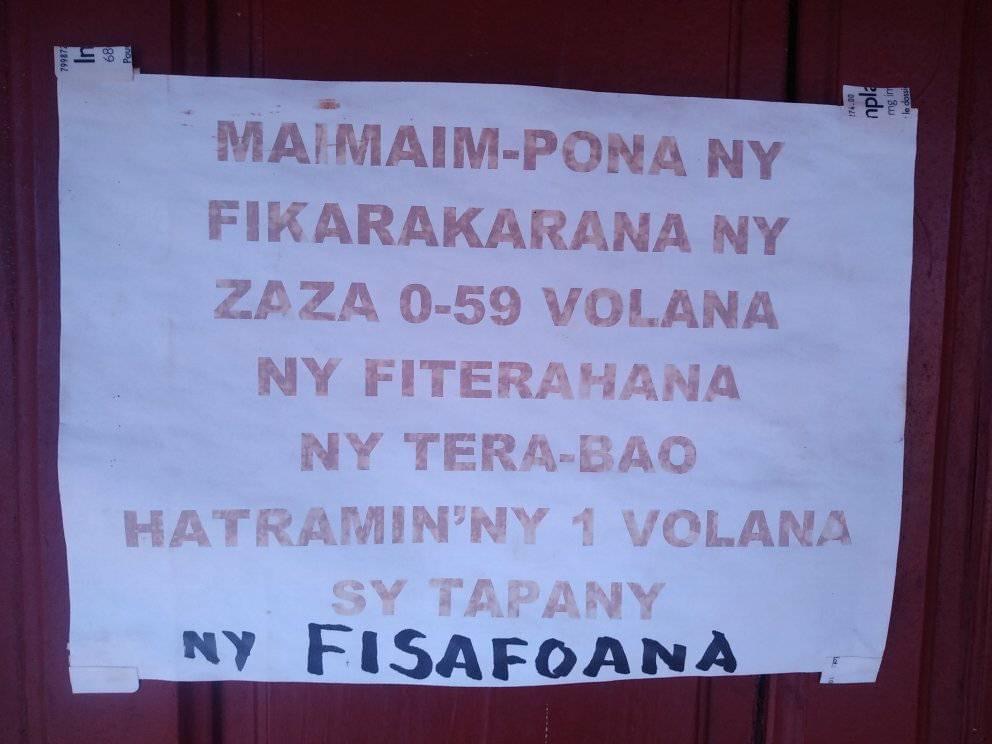 MAIMAIM-PONA NY
FIKARAKARANA NY
ZAZA 0-59 VOLANA
NY FITERAHANA
NY TERA-BAO
HATRAMIN'NY 1 VOLANA
SY TAPANY
NY FISAFOANA